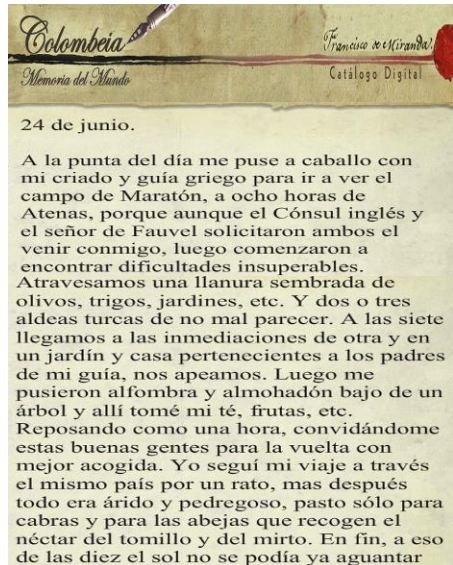 Colombeia
Francisco de Miranda
Memoria del Mundo
Catálogo Digital
24 de junio.
A la punta del día me puse a caballo con
mi criado y guía griego para ir a ver el
campo de Maratón, a ocho horas de
Atenas, porque aunque el Cónsul inglés y
el señor de Fauvel solicitaron ambos el
venir conmigo, luego comenzaron a
encontrar dificultades insuperables.
Atravesamos una llanura sembrada de
olivos, trigos, jardines, etc. Y dos o tres
aldeas turcas de no mal parecer. A las siete
llegamos a las inmediaciones de otra y en
un jardín y casa pertenecientes a los padres
de mi guía, nos apeamos. Luego me
pusieron alfombra y almohadón bajo de un
árbol y allí tomé mi té, frutas, etc.
Reposando como una hora, convidándome
estas buenas gentes para la vuelta con
mejor acogida. Yo seguí mi viaje a través
el mismo país por un rato, mas después
todo era árido y pedregoso, pasto sólo para
cabras y para las abejas que recogen el
néctar del tomillo y del mirto. En fin, a eso
de las diez el sol no se podía ya aguantar